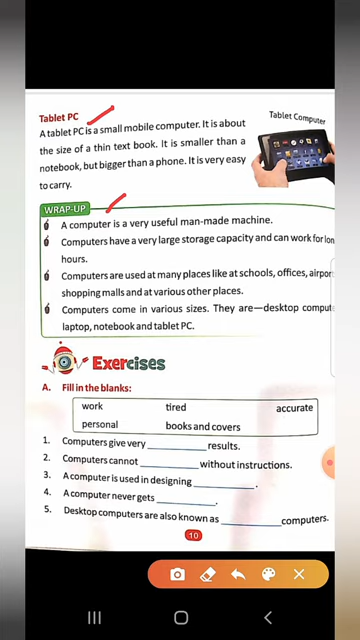 Tablet PC
Tablet Computer
A tablet PC is a small mobile computer. It is about
the size of a thin text book. It is smaller than a
notebook, but bigger than a phone. It is very easy
to carry.
WRAP-UP
A computer is a very useful man-made machine.
Computers have a very large storage capacity and can work for lon
hours.
Computers are used at many places like at schools, offices, airpor
shopping malls and at various other places.
Computers come in various sizes. They are—desktop compute
laptop, notebook and tablet PC.
Exercises
A. Fill in the blanks:
work tired accurate
personal books and covers
1. Computers give very __________ results.
2. Computers cannot __________ without instructions.
3. A computer is used in designing __________.
4. A computer never gets __________.
5. Desktop computers are also known as __________ computers.
10